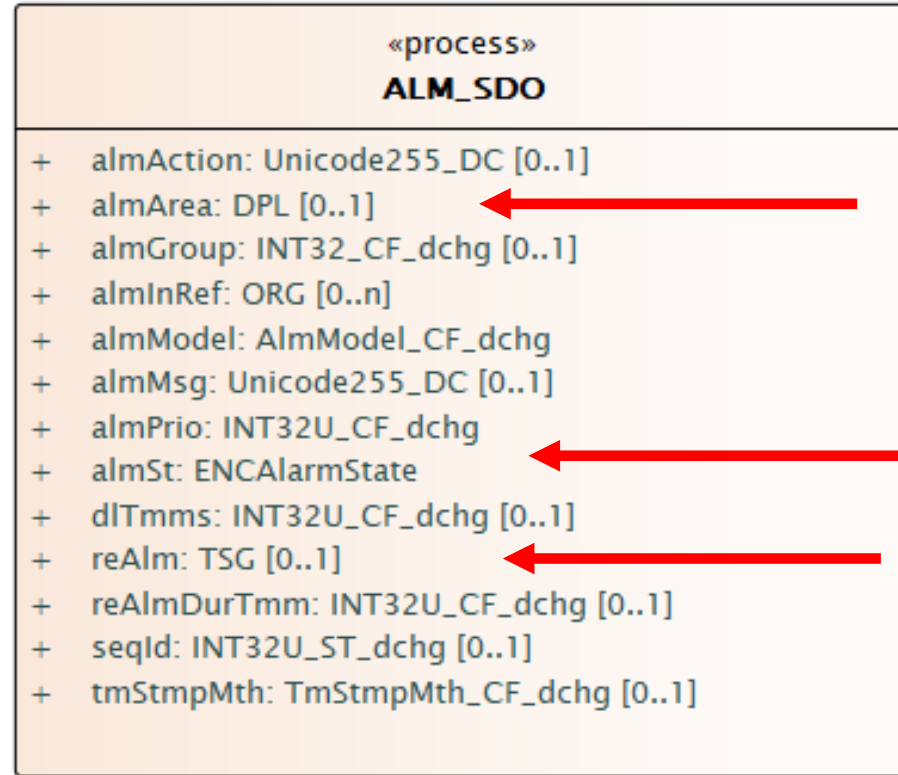 «process»
ALM_SDO
+ almAction: Unicode255_DC [0..1]
+ almArea: DPL [0..1]
+ almGroup: INT32_CF_dchg [0..1]
+ almInRef: ORG [0..n]
+ almModel: AlmModel_CF_dchg
+ almMsg: Unicode255_DC [0..1]
+ almPrio: INT32U_CF_dchg
+ almSt: ENCAlarmState
+ dlTmms: INT32U_CF_dchg [0..1]
+ reAlm: TSG [0..1]
+ reAlmDurTmm: INT32U_CF_dchg [0..1]
+ seqId: INT32U_ST_dchg [0..1]
+ tmStmpMth: TmStmpMth_CF_dchg [0..1]